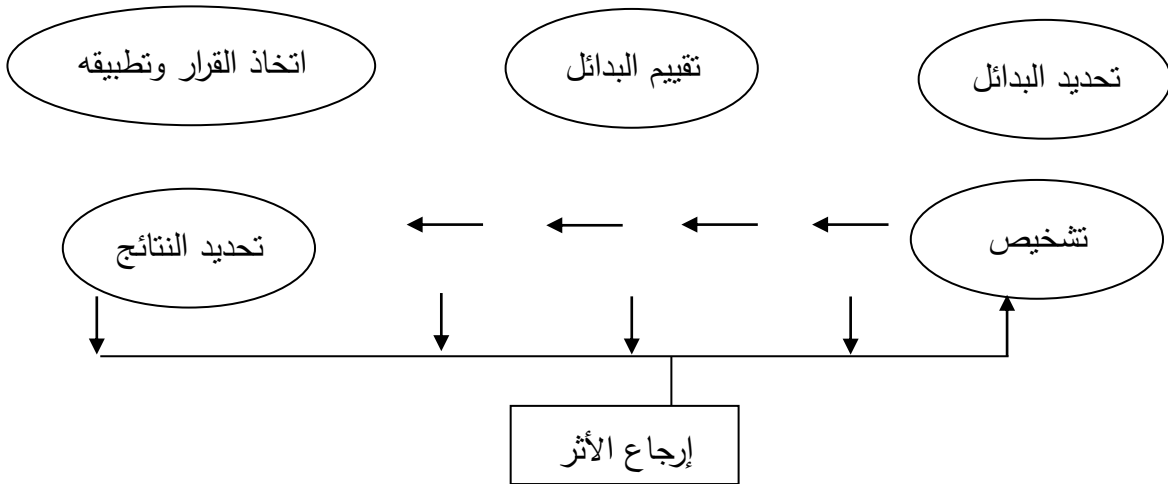 تحديد البدائل
تقييم البدائل
اتخاذ القرار وتطبيقه
تشخيص
تحديد النتائج
إرجاع الأثر